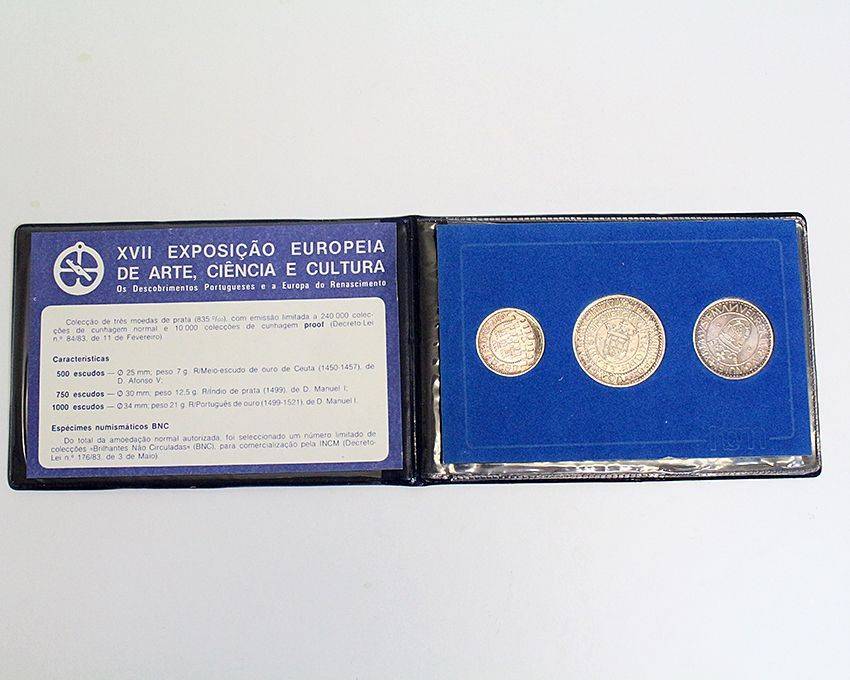 XVII EXPOSIÇÃO EUROPEIA
DE ARTE, CIÊNCIA E CULTURA
Os Descobrimentos Portugueses e a Europa do Renascimento
Colecção de três moedas de prata (835 º/ºº), com emissão limitada a 240 000 colec-
ções de cunhagem normal e 10 000 colecções de cunhagem proof (Decreto-Lei
n.º 84/83, de 11 de Fevereiro)
Características
500 escudos — Ø 25 mm; peso 7 g. R/Meio-escudo de ouro de Ceuta (1450-1457), de
D. Afonso V;
750 escudos — Ø 30 mm; peso 12,5 g. R/Índio de prata (1499), de D. Manuel I;
1000 escudos — Ø 34 mm; peso 21 g. R/Português de ouro (1499-1521), de D. Manuel I.
Espécimes numismáticos BNC
Do total da amoedação normal autorizada, foi seleccionado um número limitado de
colecções «Brilhantes Não Circuladas» (BNC), para comercialização pela INCM (Decreto-
Lei n.º 176/83, de 3 de Maio).